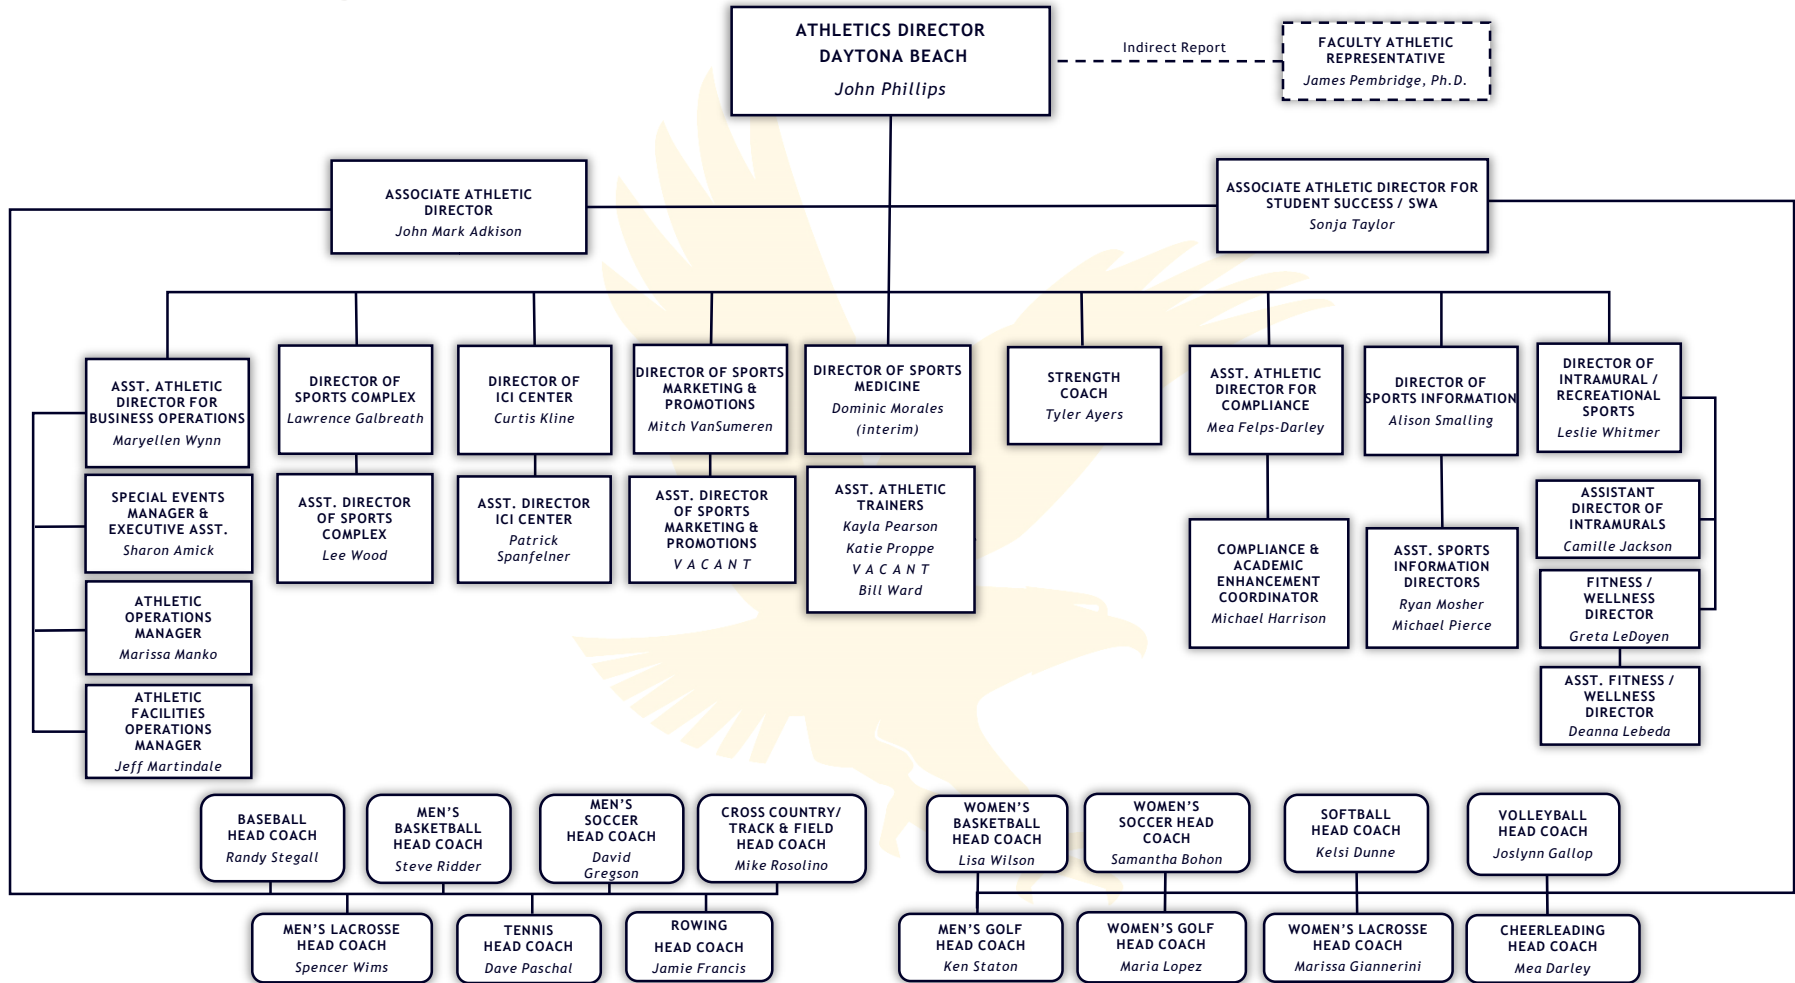 ATHLETICS DIRECTOR
DAYTONA BEACH
John Phillips
Indirect Report
FACULTY ATHLETIC
REPRESENTATIVE
James Pembridge, Ph.D.
ASSOCIATE ATHLETIC
DIRECTOR
John Mark Adkison
ASSOCIATE ATHLETIC DIRECTOR FOR
STUDENT SUCCESS / SWA
Sonja Taylor
ASST. ATHLETIC
DIRECTOR FOR
BUSINESS OPERATIONS
Maryellen Wynn
DIRECTOR OF
SPORTS COMPLEX
Lawrence Galbreath
DIRECTOR OF
ICI CENTER
Curtis Kline
DIRECTOR OF SPORTS
MARKETING &
PROMOTIONS
Mitch VanSumeren
DIRECTOR OF SPORTS
MEDICINE
Dominic Morales
(interim)
STRENGTH
COACH
Tyler Ayers
ASST. ATHLETIC
DIRECTOR FOR
COMPLIANCE
Mea Felps-Darley
DIRECTOR OF
SPORTS INFORMATION
Alison Smalling
DIRECTOR OF
INTRAMURAL /
RECREATIONAL
SPORTS
Leslie Whitmer
SPECIAL EVENTS
MANAGER &
EXECUTIVE ASST.
Sharon Amick
ASST. DIRECTOR
OF SPORTS
COMPLEX
Lee Wood
ASST. DIRECTOR
ICI CENTER
Patrick
Spanfelner
ASST. DIRECTOR
OF SPORTS
MARKETING &
PROMOTIONS
V A C A N T
ASST. ATHLETIC
TRAINERS
Kayla Pearson
Katie Proppe
V A C A N T
Bill Ward
COMPLIANCE &
ACADEMIC
ENHANCEMENT
COORDINATOR
Michael Harrison
ASST. SPORTS
INFORMATION
DIRECTORS
Ryan Mosher
Michael Pierce
ASSISTANT
DIRECTOR OF
INTRAMURALS
Camille Jackson
ATHLETIC
OPERATIONS
MANAGER
Marissa Manko
FITNESS /
WELLNESS
DIRECTOR
Greta LeDoyen
ATHLETIC
FACILITIES
OPERATIONS
MANAGER
Jeff Martindale
ASST. FITNESS /
WELLNESS
DIRECTOR
Deanna Lebeda
BASEBALL
HEAD COACH
Randy Stegall
MEN'S
BASKETBALL
HEAD COACH
Steve Ridder
MEN'S
SOCCER
HEAD COACH
David
Gregson
CROSS COUNTRY/
TRACK & FIELD
HEAD COACH
Mike Rosolino
WOMEN'S
BASKETBALL
HEAD COACH
Lisa Wilson
WOMEN'S
SOCCER HEAD
COACH
Samantha Bohon
SOFTBALL
HEAD COACH
Kelsi Dunne
VOLLEYBALL
HEAD COACH
Joslynn Gallop
MEN'S LACROSSE
HEAD COACH
Spencer Wims
TENNIS
HEAD COACH
Dave Paschal
ROWING
HEAD COACH
Jamie Francis
MEN'S GOLF
HEAD COACH
Ken Staton
WOMEN'S GOLF
HEAD COACH
Maria Lopez
WOMEN'S LACROSSE
HEAD COACH
Marissa Giannerini
CHEERLEADING
HEAD COACH
Mea Darley